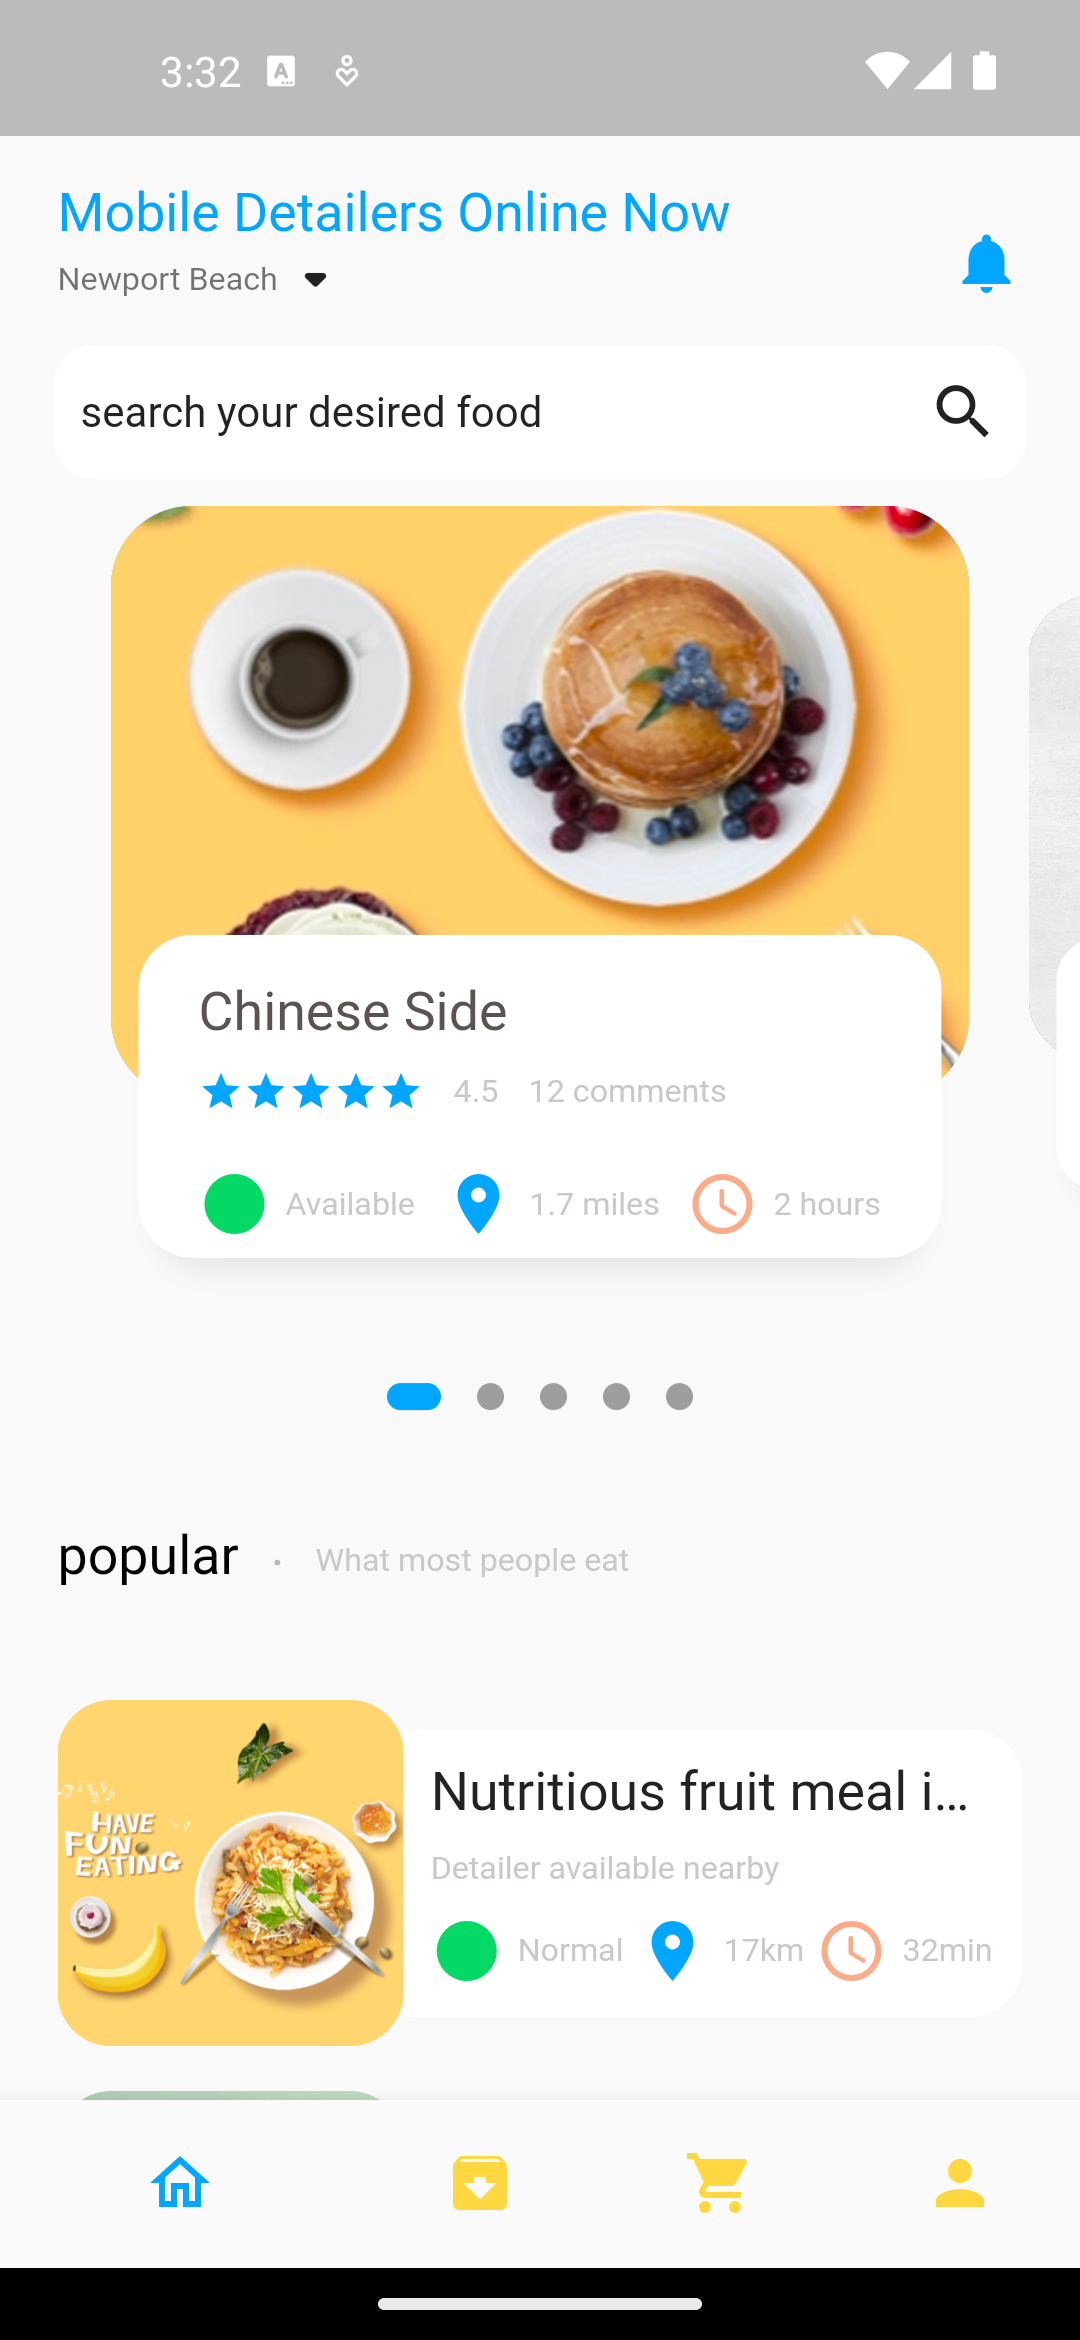 3:32
Mobile Detailers Online Now
Newport Beach
search your desired food
Chinese Side
4.5 12 comments
Available 1.7 miles 2 hours
popular · What most people eat
HAVE
FUN
EATING
Nutritious fruit meal i...
Detailer available nearby
Normal 17km 32min